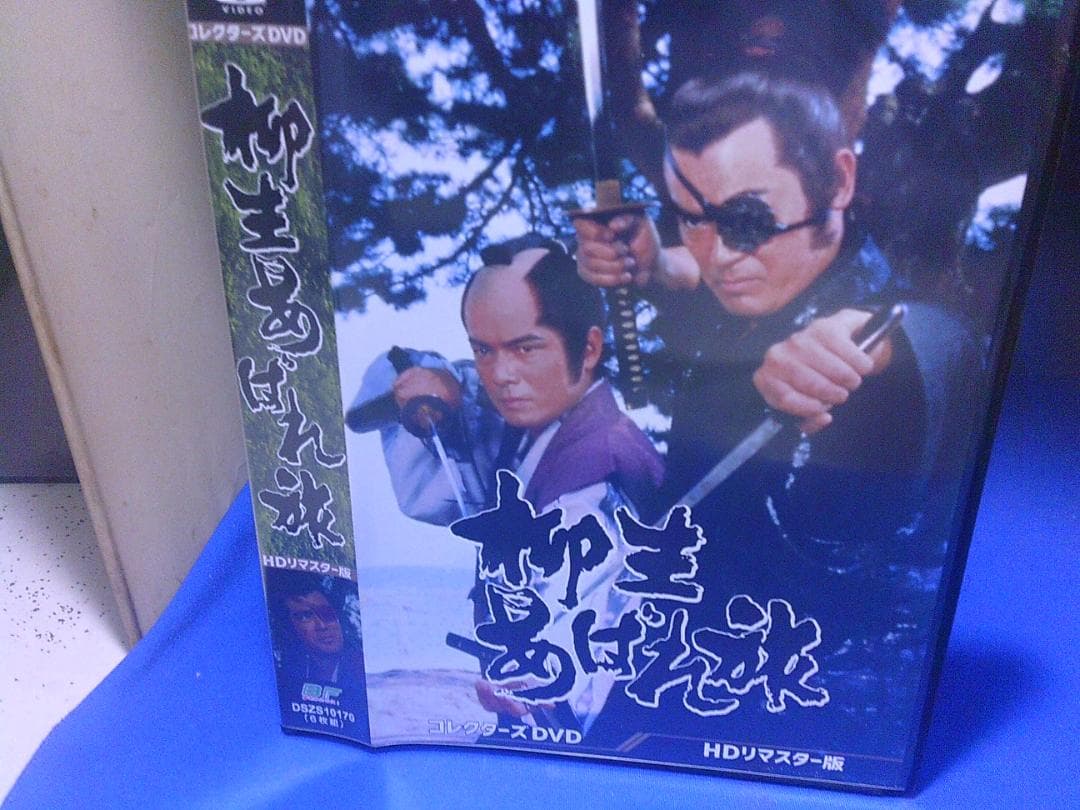 VIDEO
コレクターズDVD
柳生あばれ旅
HDリマスター版
DSZS10170
(6枚組)
柳生
あばれ旅
コレクターズDVD
HDリマスター版